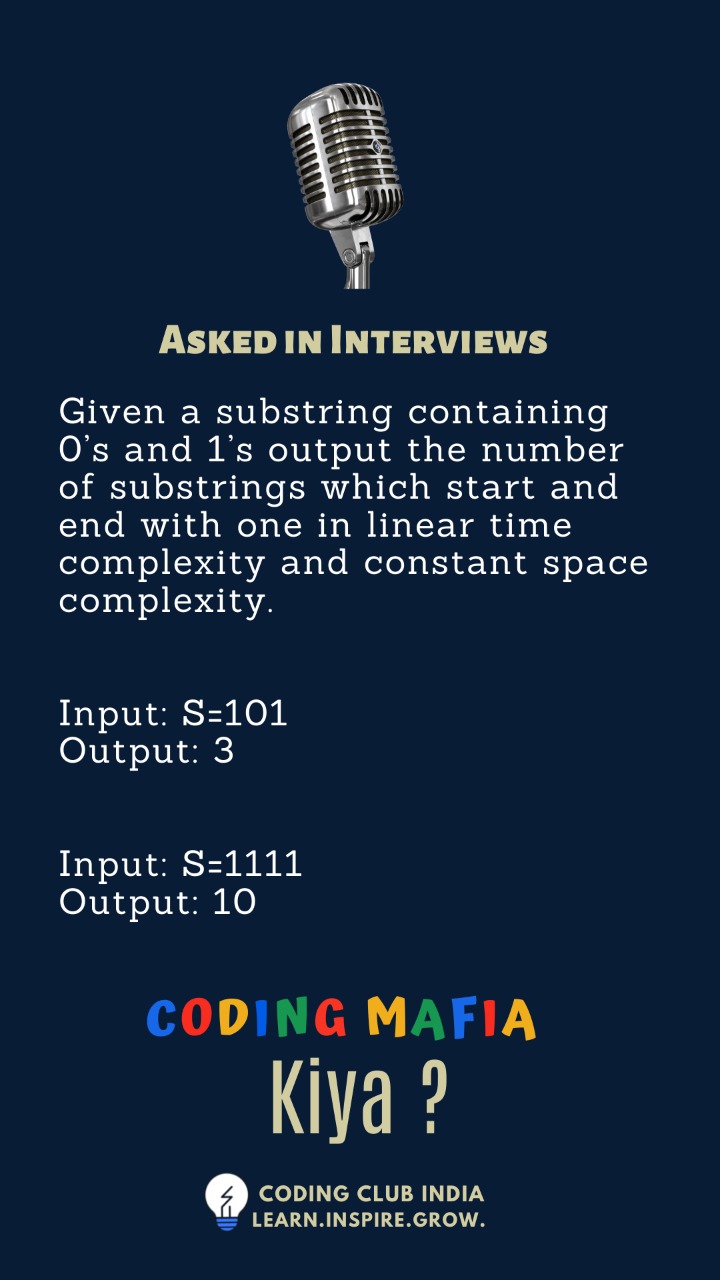 Asked in Interviews
Given a substring containing
0's and 1's output the number
of substrings which start and
end with one in linear time
complexity and constant space
complexity.
Input: S=101
Output: 3
Input: S=1111
Output: 10
CODING MAFIA
Kiya ?
CODING CLUB INDIA
LEARN.INSPIRE.GROW.